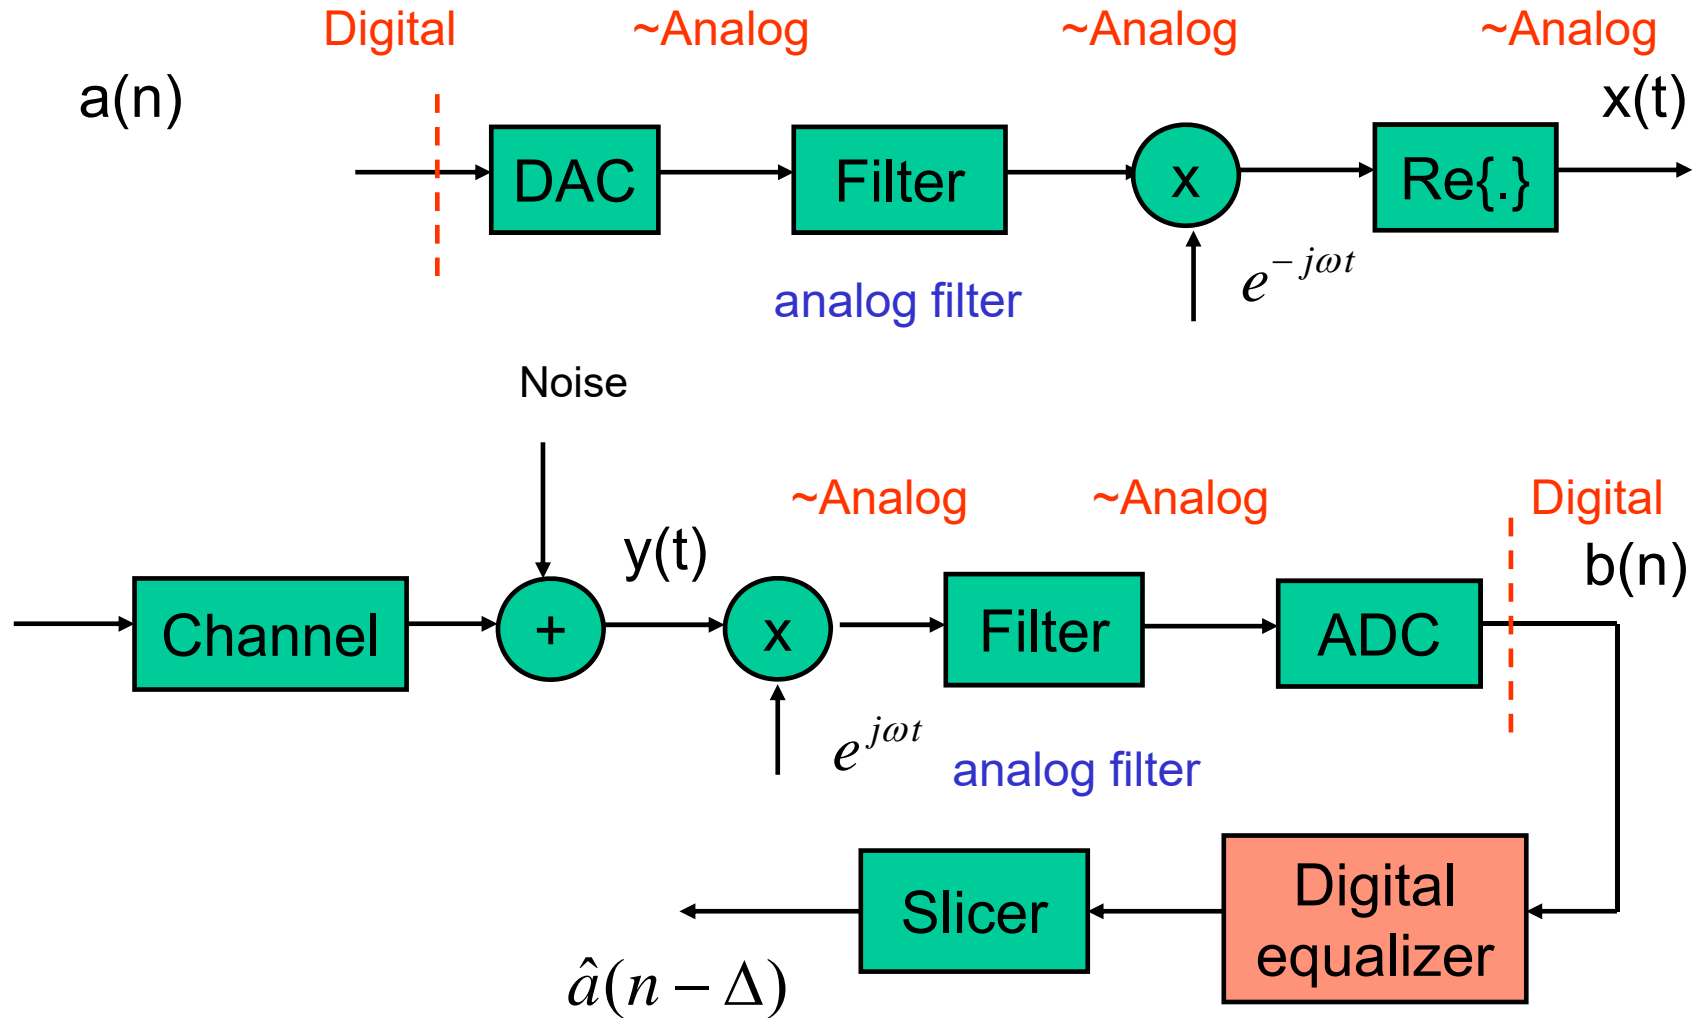 Digital ~Analog ~Analog ~Analog
a(n) x(t)
DAC Filter x Re{.}
e^{-jωt}
analog filter
Noise
~Analog ~Analog Digital
y(t) b(n)
Channel + x Filter ADC
e^{jωt}
analog filter
Slicer Digital
equalizer
â(n − Δ)